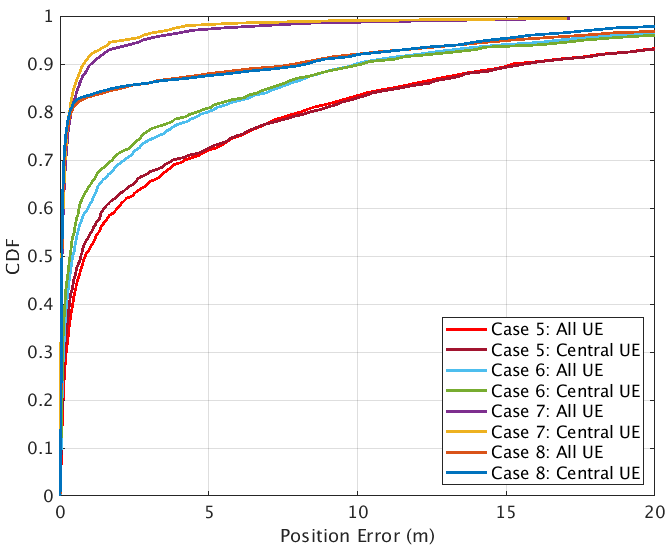 1
0.9
0.8
0.7
0.6
0.5
0.4
0.3
0.2
0.1
0
CDF
Case 5: All UE
Case 5: Central UE
Case 6: All UE
Case 6: Central UE
Case 7: All UE
Case 7: Central UE
Case 8: All UE
Case 8: Central UE
0 5 10 15 20
Position Error (m)